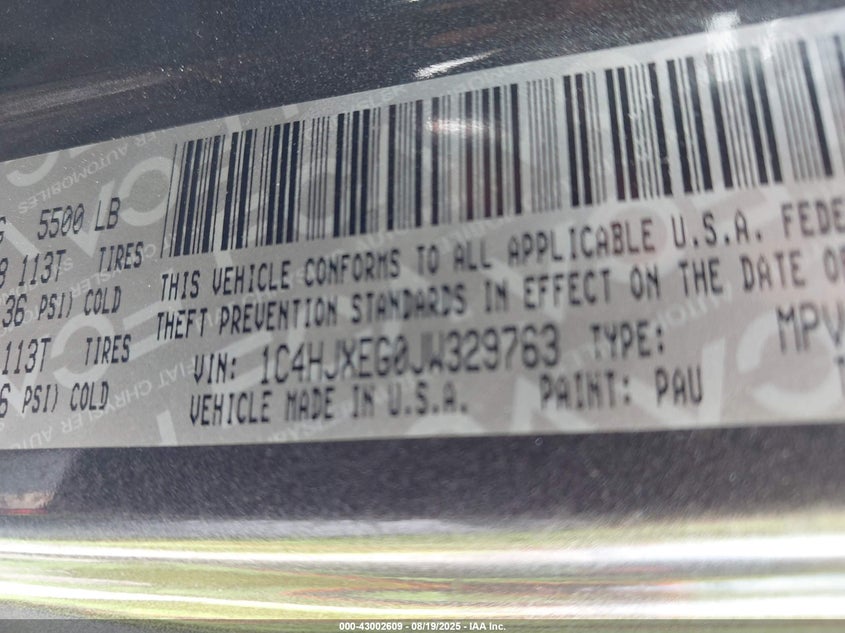 5500 LB
113T TIRES
36 PSI) COLD
113T TIRES
PSI) COLD
THIS VEHICLE CONFORMS TO ALL APPLICABLE U.S.A. FEDE
THEFT PREVENTION STANDARDS IN EFFECT ON THE DATE OF
VIN: 1C4HJXEG0JW329763 TYPE: MPV
VEHICLE MADE IN U.S.A. PAINT: PAU
000-43002609 - 08/19/2025 - IAA Inc.